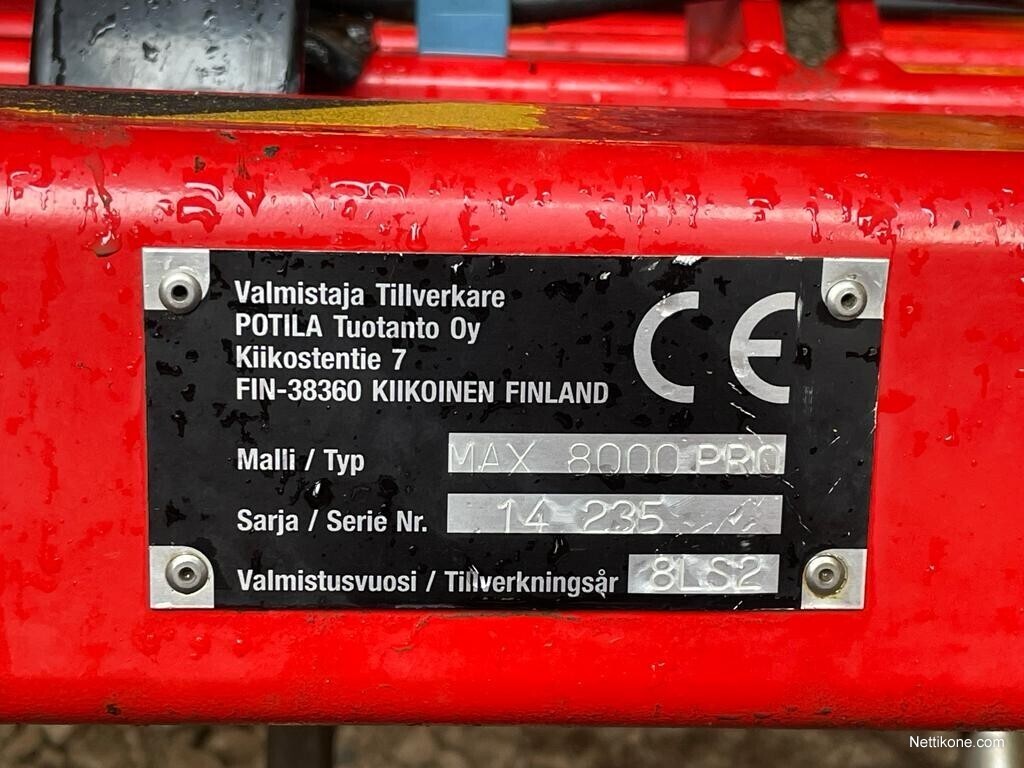 Valmistaja Tillverkare
POTILA Tuotanto Oy
Kiikostentie 7
FIN-38360 KIIKOINEN FINLAND
CE
Malli / Typ MAX 8000 PRO
Sarja / Serie Nr. 14 235
Valmistusvuosi / Tillverkningsår 8LS2
Nettikone.com